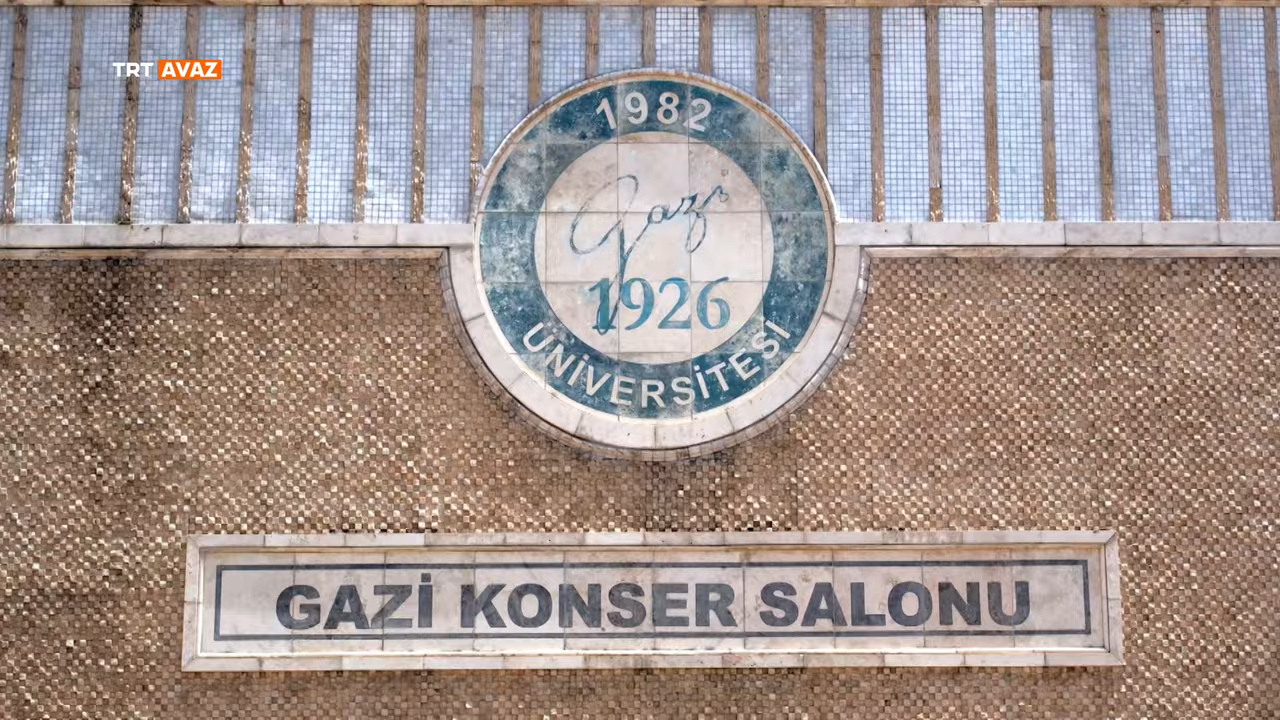 TRT AVAZ
1982
Gazi
1926
ÜNİVERSİTESİ
GAZİ KONSER SALONU